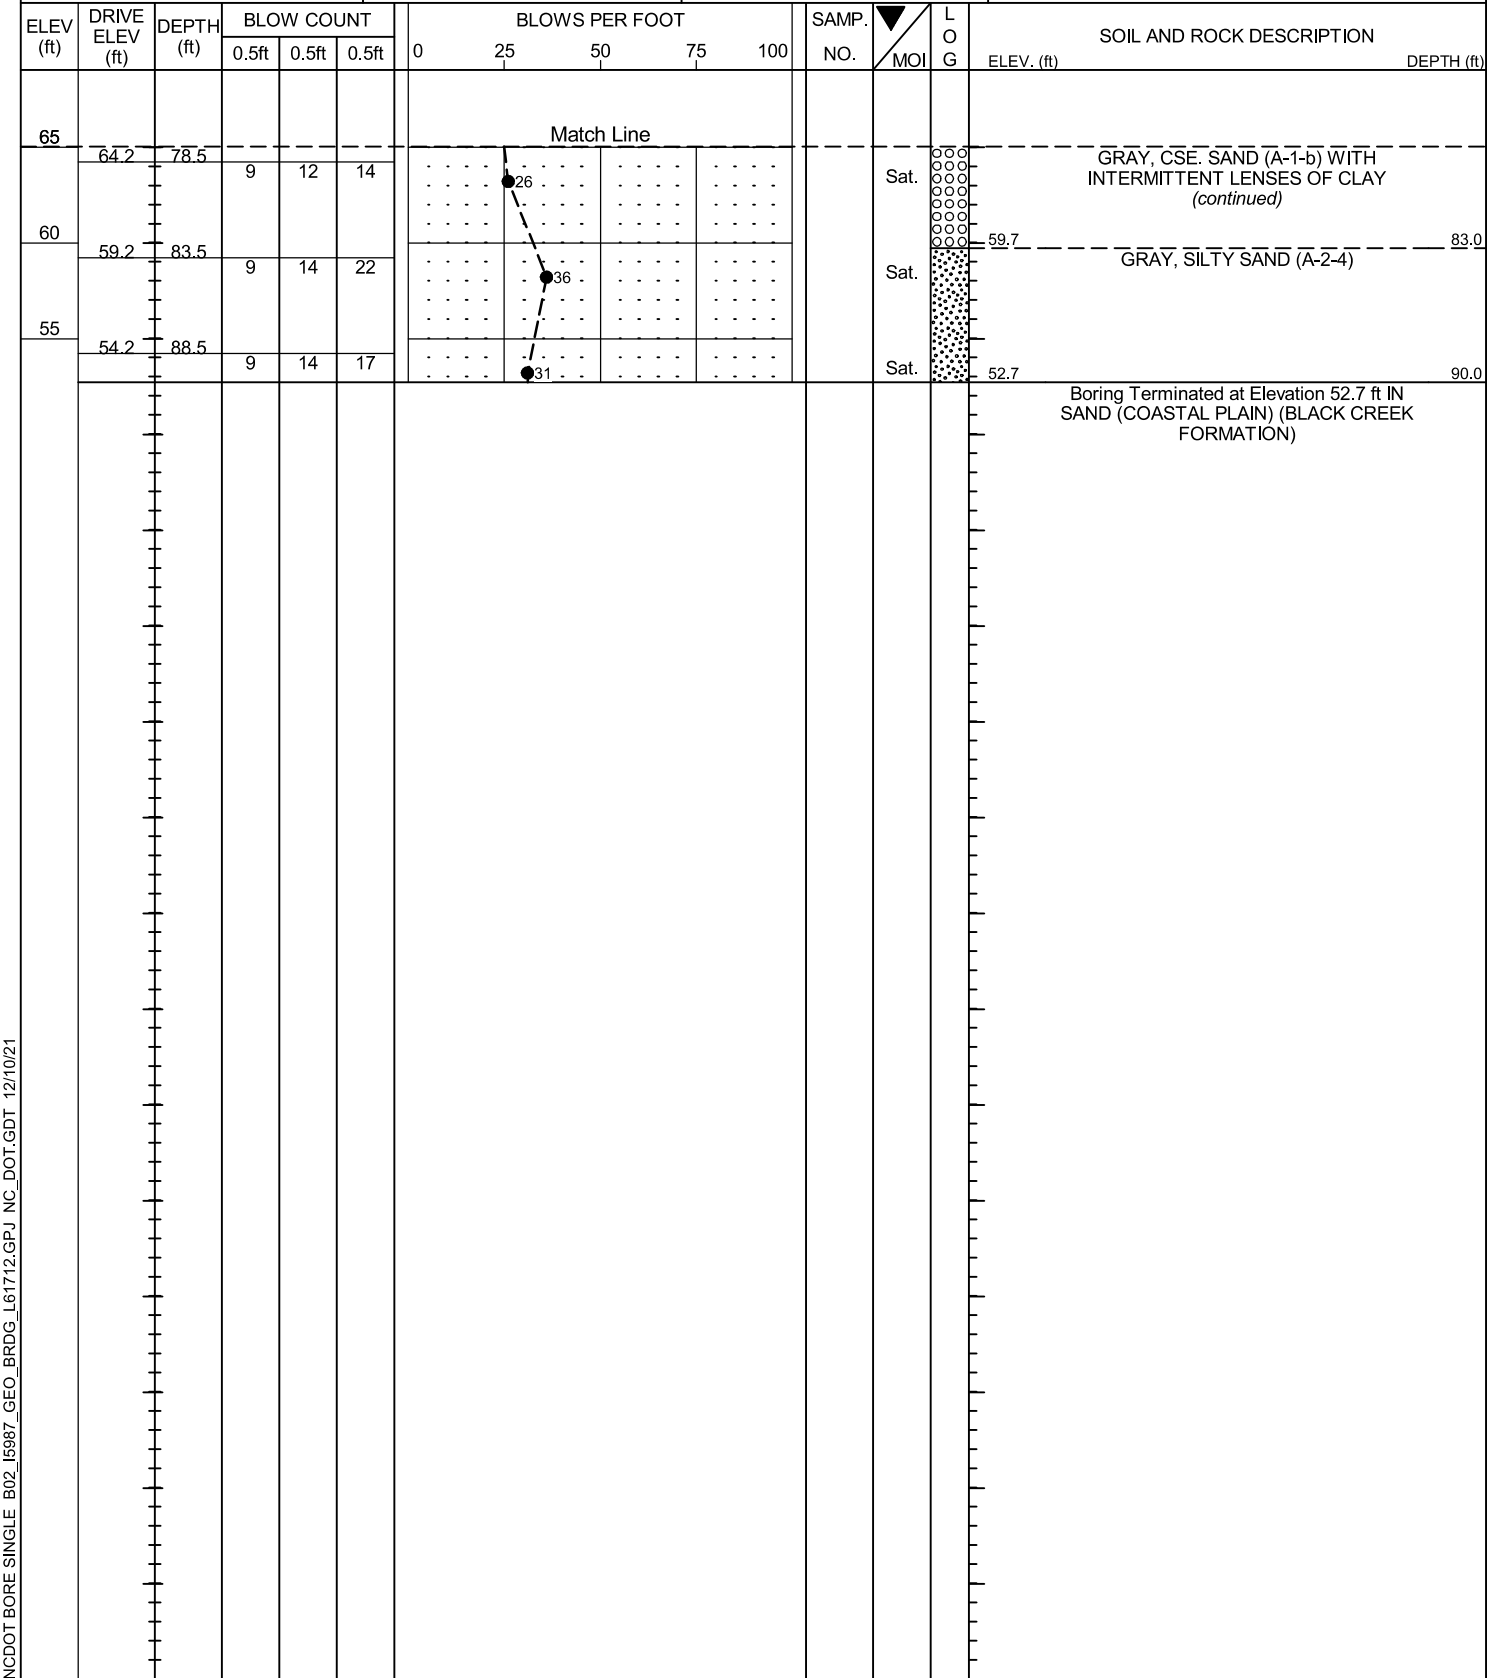 ELEV (ft) DRIVE ELEV (ft) DEPTH (ft) BLOW COUNT BLOWS PER FOOT SAMP. NO. MOI L O G SOIL AND ROCK DESCRIPTION
0.5ft 0.5ft 0.5ft 0 25 50 75 100 ELEV. (ft) DEPTH (ft)
65 Match Line
64.2 78.5 9 12 14 26 Sat. GRAY, CSE. SAND (A-1-b) WITH
INTERMITTENT LENSES OF CLAY
(continued)
60 59.7 83.0
59.2 83.5 9 14 22 36 Sat. GRAY, SILTY SAND (A-2-4)
55
54.2 88.5 9 14 17 31 Sat. 52.7 90.0
Boring Terminated at Elevation 52.7 ft IN
SAND (COASTAL PLAIN) (BLACK CREEK
FORMATION)
NCDOT BORE SINGLE B02_I5987_GEO_BRDG_L61712.GPJ NC_DOT.GDT 12/10/21